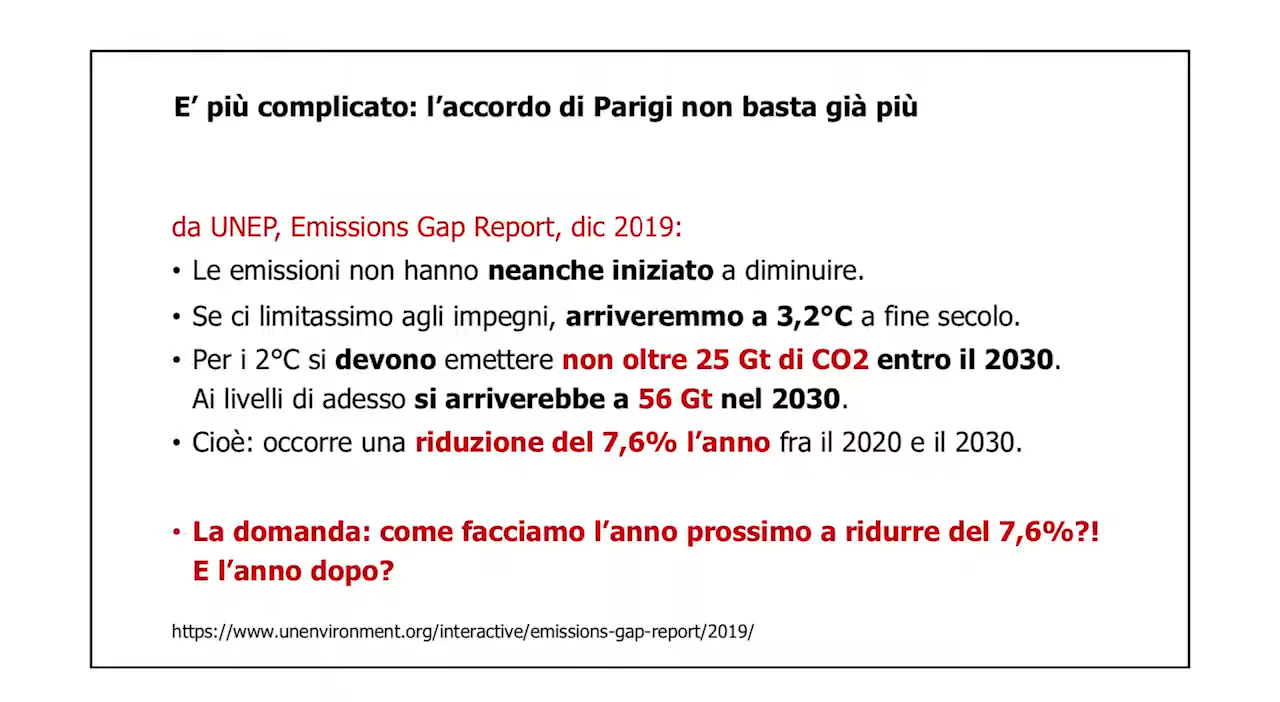 E’ più complicato: l’accordo di Parigi non basta già più
da UNEP, Emissions Gap Report, dic 2019:
• Le emissioni non hanno neanche iniziato a diminuire.
• Se ci limitassimo agli impegni, arriveremmo a 3,2°C a fine secolo.
• Per i 2°C si devono emettere non oltre 25 Gt di CO2 entro il 2030.
Ai livelli di adesso si arriverebbe a 56 Gt nel 2030.
• Cioè: occorre una riduzione del 7,6% l’anno fra il 2020 e il 2030.
• La domanda: come facciamo l’anno prossimo a ridurre del 7,6%?!
E l’anno dopo?
https://www.unenvironment.org/interactive/emissions-gap-report/2019/